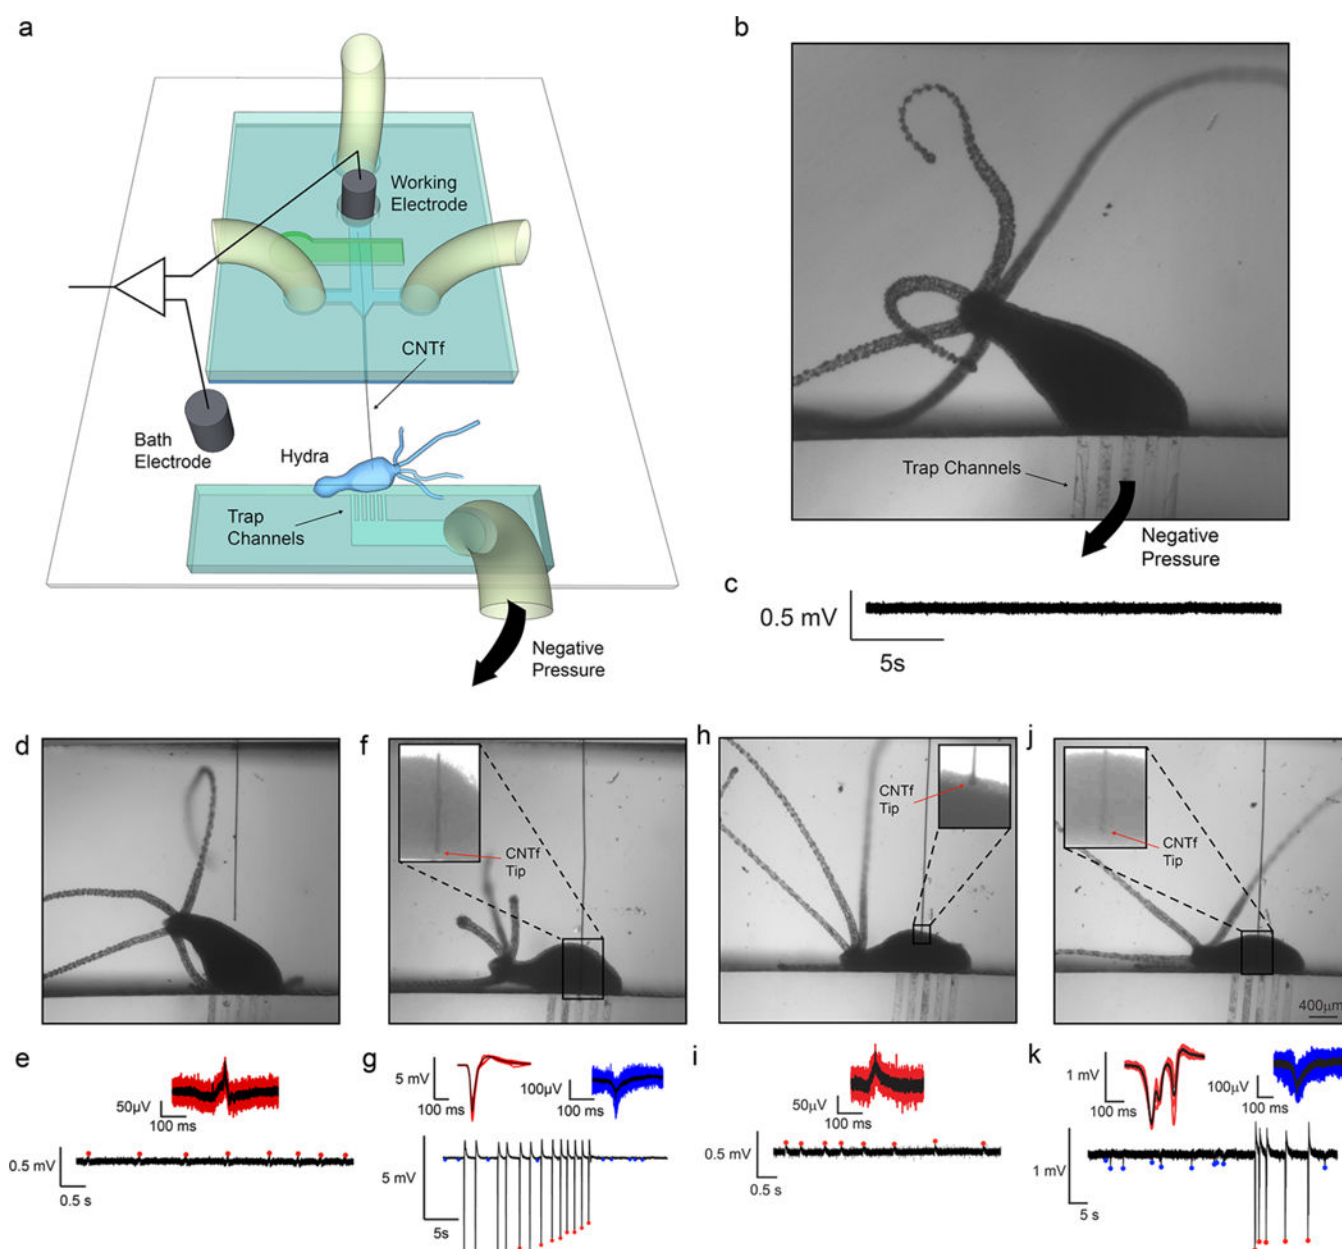 a
Working
Electrode
CNTf
Bath
Electrode
Hydra
Trap
Channels
Negative
Pressure
b
Trap Channels
Negative
Pressure
c
0.5 mV
5s
d
f
CNTf
Tip
h
CNTf
Tip
j
CNTf
Tip
400µm
e
50µV
100 ms
0.5 mV
0.5 s
g
5 mV
100 ms
100µV
100 ms
5 mV
5s
i
50µV
100 ms
0.5 mV
0.5 s
k
1 mV
100 ms
100µV
100 ms
1 mV
5s